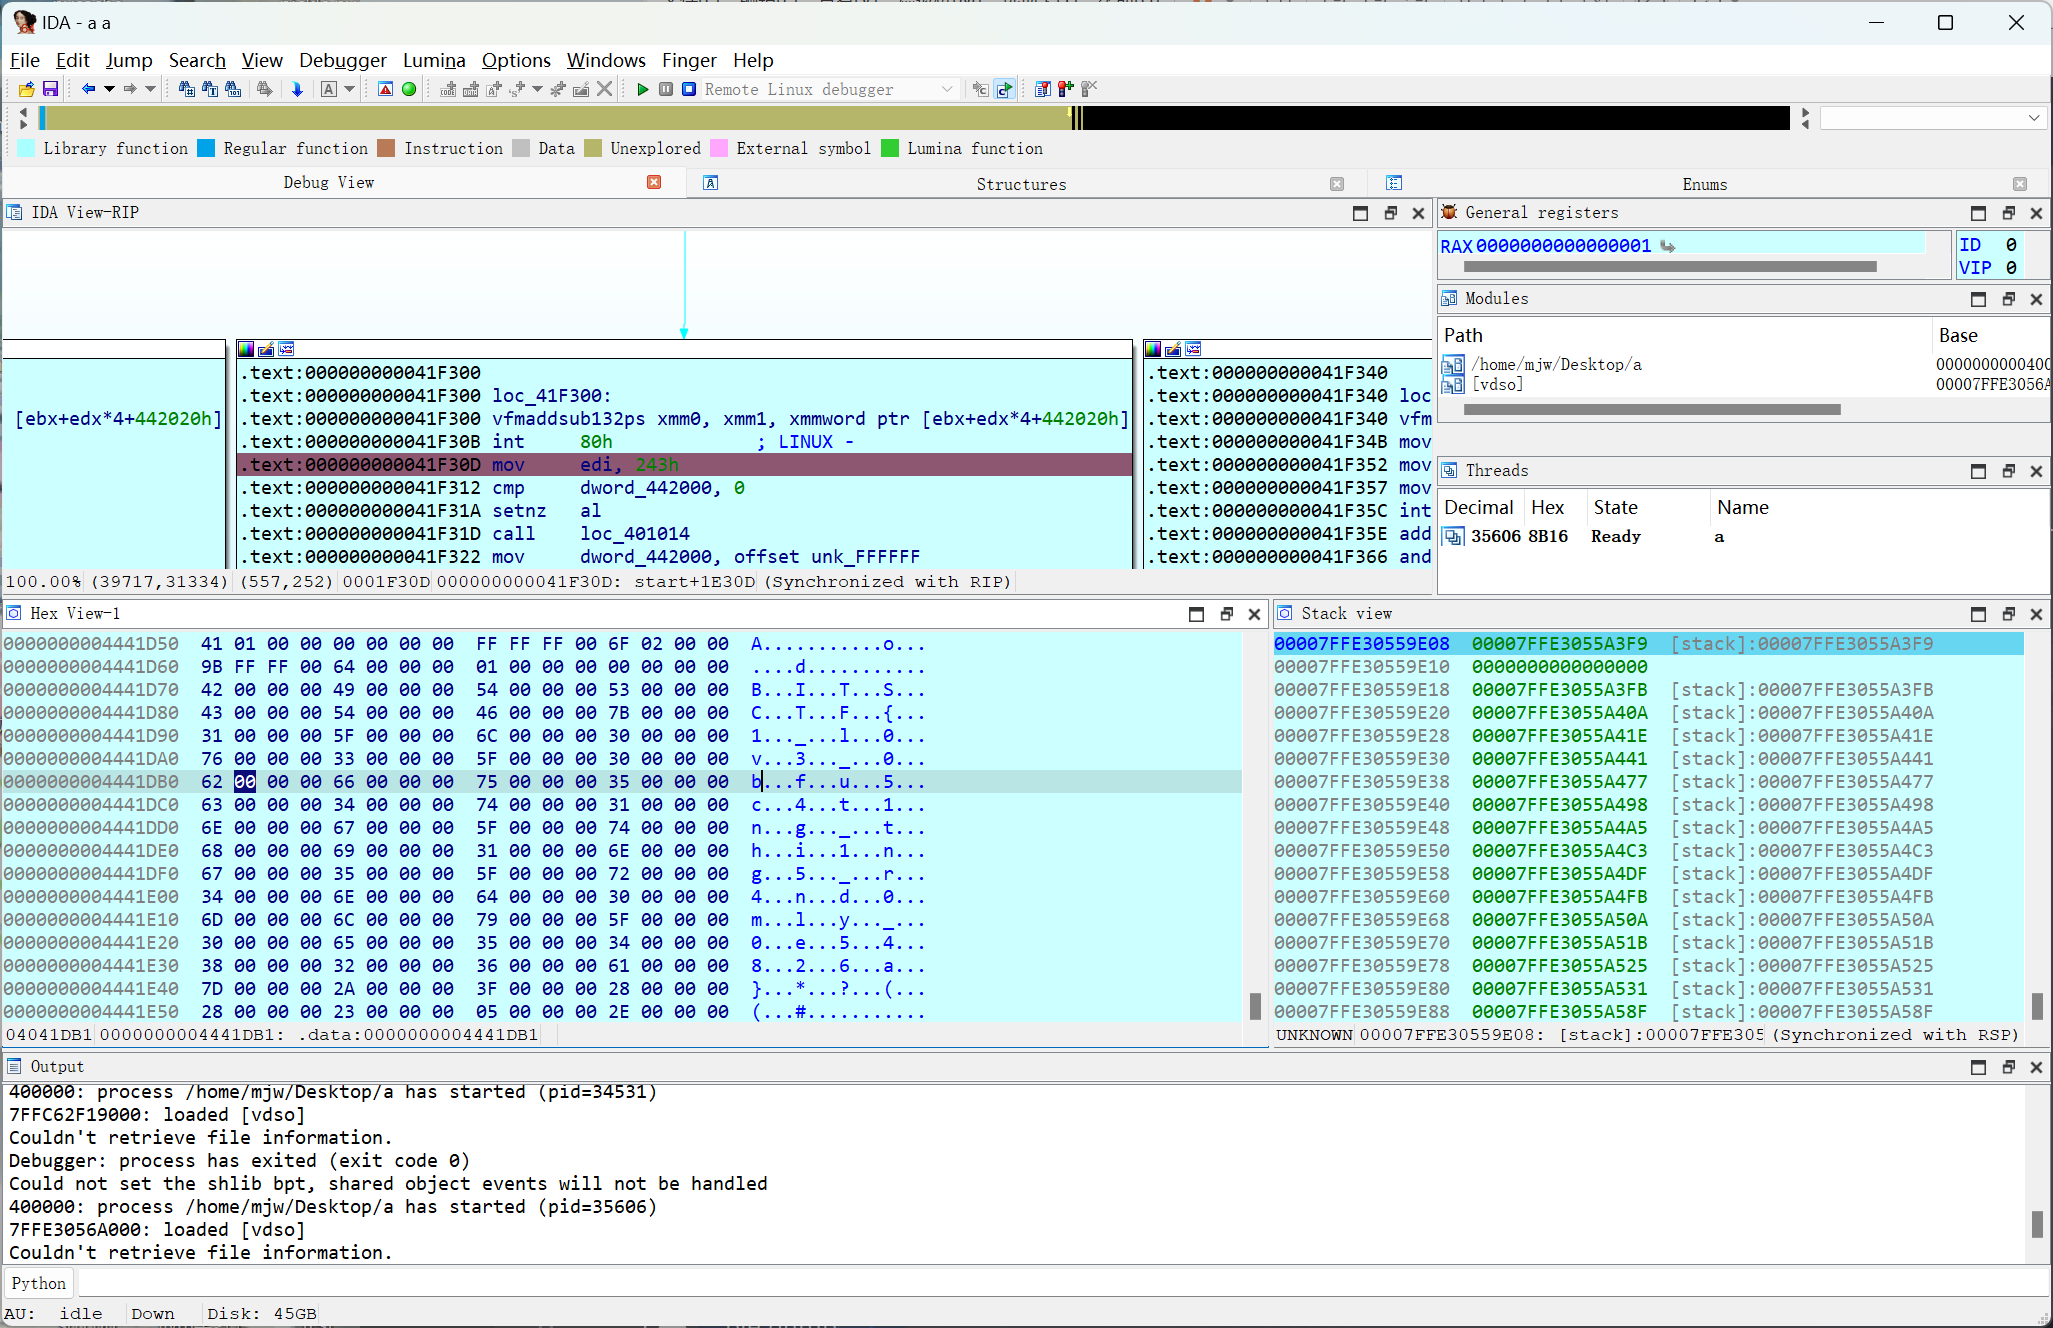 IDA - a a
File Edit Jump Search View Debugger Lumina Options Windows Finger Help
Remote Linux debugger
Library function Regular function Instruction Data Unexplored External symbol Lumina function
Debug View Structures Enums
IDA View-RIP
[ebx+edx*4+442020h]
.text:000000000041F300
.text:000000000041F300 loc_41F300:
.text:000000000041F300 vfmaddsub132ps xmm0, xmm1, xmmword ptr [ebx+edx*4+442020h]
.text:000000000041F30B int 80h ; LINUX -
.text:000000000041F30D mov edi, 243h
.text:000000000041F312 cmp dword_442000, 0
.text:000000000041F31A setnz al
.text:000000000041F31D call loc_401014
.text:000000000041F322 mov dword_442000, offset unk_FFFFFF
.text:000000000041F340
.text:000000000041F340 loc
.text:000000000041F340 vfm
.text:000000000041F34B mov
.text:000000000041F352 mov
.text:000000000041F357 mov
.text:000000000041F35C int
.text:000000000041F35E add
.text:000000000041F366 and
100.00% (39717,31334) (557,252) 0001F30D 000000000041F30D: start+1E30D (Synchronized with RIP)
General registers
RAX 0000000000000001
ID 0
VIP 0
Modules
Path Base
/home/mjw/Desktop/a 000000000040C
[vdso] 00007FFE3056A
Threads
Decimal Hex State Name
35606 8B16 Ready a
Hex View-1
0000000004441D50 41 01 00 00 00 00 00 00 FF FF FF 00 6F 02 00 00 A...........o...
0000000004441D60 9B FF FF 00 64 00 00 00 01 00 00 00 00 00 00 00 ....d...........
0000000004441D70 42 00 00 00 49 00 00 00 54 00 00 00 53 00 00 00 B...I...T...S...
0000000004441D80 43 00 00 00 54 00 00 00 46 00 00 00 7B 00 00 00 C...T...F...{...
0000000004441D90 31 00 00 00 5F 00 00 00 6C 00 00 00 30 00 00 00 1..._...l...0...
0000000004441DA0 76 00 00 00 33 00 00 00 5F 00 00 00 30 00 00 00 v...3..._...0...
0000000004441DB0 62 00 00 00 66 00 00 00 75 00 00 00 35 00 00 00 b...f...u...5...
0000000004441DC0 63 00 00 00 34 00 00 00 74 00 00 00 31 00 00 00 c...4...t...1...
0000000004441DD0 6E 00 00 00 67 00 00 00 5F 00 00 00 74 00 00 00 n...g..._...t...
0000000004441DE0 68 00 00 00 69 00 00 00 31 00 00 00 6E 00 00 00 h...i...1...n...
0000000004441DF0 67 00 00 00 35 00 00 00 5F 00 00 00 72 00 00 00 g...5..._...r...
0000000004441E00 34 00 00 00 6E 00 00 00 64 00 00 00 30 00 00 00 4...n...d...0...
0000000004441E10 6D 00 00 00 6C 00 00 00 79 00 00 00 5F 00 00 00 m...l...y..._...
0000000004441E20 30 00 00 00 65 00 00 00 35 00 00 00 34 00 00 00 0...e...5...4...
0000000004441E30 38 00 00 00 32 00 00 00 36 00 00 00 61 00 00 00 8...2...6...a...
0000000004441E40 7D 00 00 00 2A 00 00 00 3F 00 00 00 28 00 00 00 }...*...?...(...
0000000004441E50 28 00 00 00 23 00 00 00 05 00 00 00 2E 00 00 00 (...#...........
04041DB1 0000000004441DB1: .data:0000000004441DB1
Stack view
00007FFE30559E08 00007FFE3055A3F9 [stack]:00007FFE3055A3F9
00007FFE30559E10 0000000000000000
00007FFE30559E18 00007FFE3055A3FB [stack]:00007FFE3055A3FB
00007FFE30559E20 00007FFE3055A40A [stack]:00007FFE3055A40A
00007FFE30559E28 00007FFE3055A41E [stack]:00007FFE3055A41E
00007FFE30559E30 00007FFE3055A441 [stack]:00007FFE3055A441
00007FFE30559E38 00007FFE3055A477 [stack]:00007FFE3055A477
00007FFE30559E40 00007FFE3055A498 [stack]:00007FFE3055A498
00007FFE30559E48 00007FFE3055A4A5 [stack]:00007FFE3055A4A5
00007FFE30559E50 00007FFE3055A4C3 [stack]:00007FFE3055A4C3
00007FFE30559E58 00007FFE3055A4DF [stack]:00007FFE3055A4DF
00007FFE30559E60 00007FFE3055A4FB [stack]:00007FFE3055A4FB
00007FFE30559E68 00007FFE3055A50A [stack]:00007FFE3055A50A
00007FFE30559E70 00007FFE3055A51B [stack]:00007FFE3055A51B
00007FFE30559E78 00007FFE3055A525 [stack]:00007FFE3055A525
00007FFE30559E80 00007FFE3055A531 [stack]:00007FFE3055A531
00007FFE30559E88 00007FFE3055A58F [stack]:00007FFE3055A58F
UNKNOWN 00007FFE30559E08: [stack]:00007FFE305 (Synchronized with RSP)
Output
400000: process /home/mjw/Desktop/a has started (pid=34531)
7FFC62F19000: loaded [vdso]
Couldn't retrieve file information.
Debugger: process has exited (exit code 0)
Could not set the shlib bpt, shared object events will not be handled
400000: process /home/mjw/Desktop/a has started (pid=35606)
7FFE3056A000: loaded [vdso]
Couldn't retrieve file information.
Python
AU: idle Down Disk: 45GB